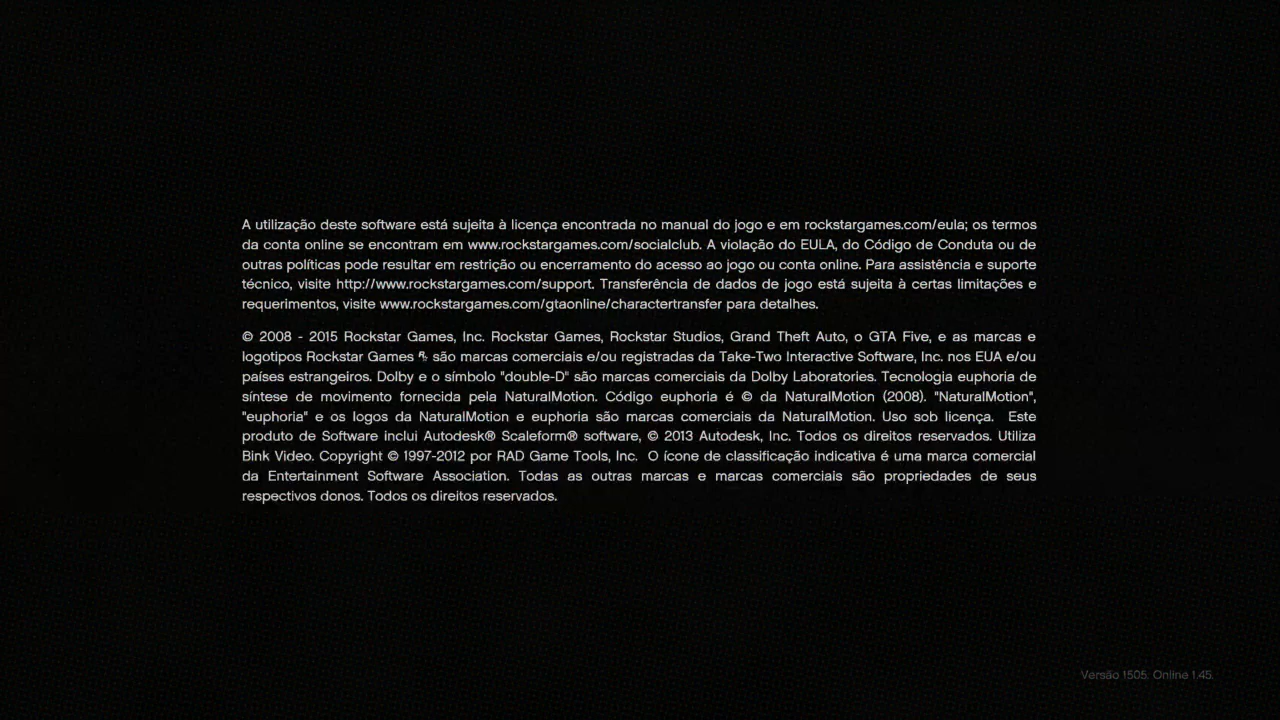 A utilização deste software está sujeita à licença encontrada no manual do jogo e em rockstargames.com/eula; os termos
da conta online se encontram em www.rockstargames.com/socialclub. A violação do EULA, do Código de Conduta ou de
outras políticas pode resultar em restrição ou encerramento do acesso ao jogo ou conta online. Para assistência e suporte
técnico, visite http://www.rockstargames.com/support. Transferência de dados de jogo está sujeita à certas limitações e
requerimentos, visite www.rockstargames.com/gtaonline/charactertransfer para detalhes.
© 2008 - 2015 Rockstar Games, Inc. Rockstar Games, Rockstar Studios, Grand Theft Auto, o GTA Five, e as marcas e
logotipos Rockstar Games R* são marcas comerciais e/ou registradas da Take-Two Interactive Software, Inc. nos EUA e/ou
países estrangeiros. Dolby e o símbolo "double-D" são marcas comerciais da Dolby Laboratories. Tecnologia euphoria de
síntese de movimento fornecida pela NaturalMotion. Código euphoria é © da NaturalMotion (2008). "NaturalMotion",
"euphoria" e os logos da NaturalMotion e euphoria são marcas comerciais da NaturalMotion. Uso sob licença. Este
produto de Software inclui Autodesk® Scaleform® software, © 2013 Autodesk, Inc. Todos os direitos reservados. Utiliza
Bink Video. Copyright © 1997-2012 por RAD Game Tools, Inc. O ícone de classificação indicativa é uma marca comercial
da Entertainment Software Association. Todas as outras marcas e marcas comerciais são propriedades de seus
respectivos donos. Todos os direitos reservados.
Versão 1505. Online 1.45.